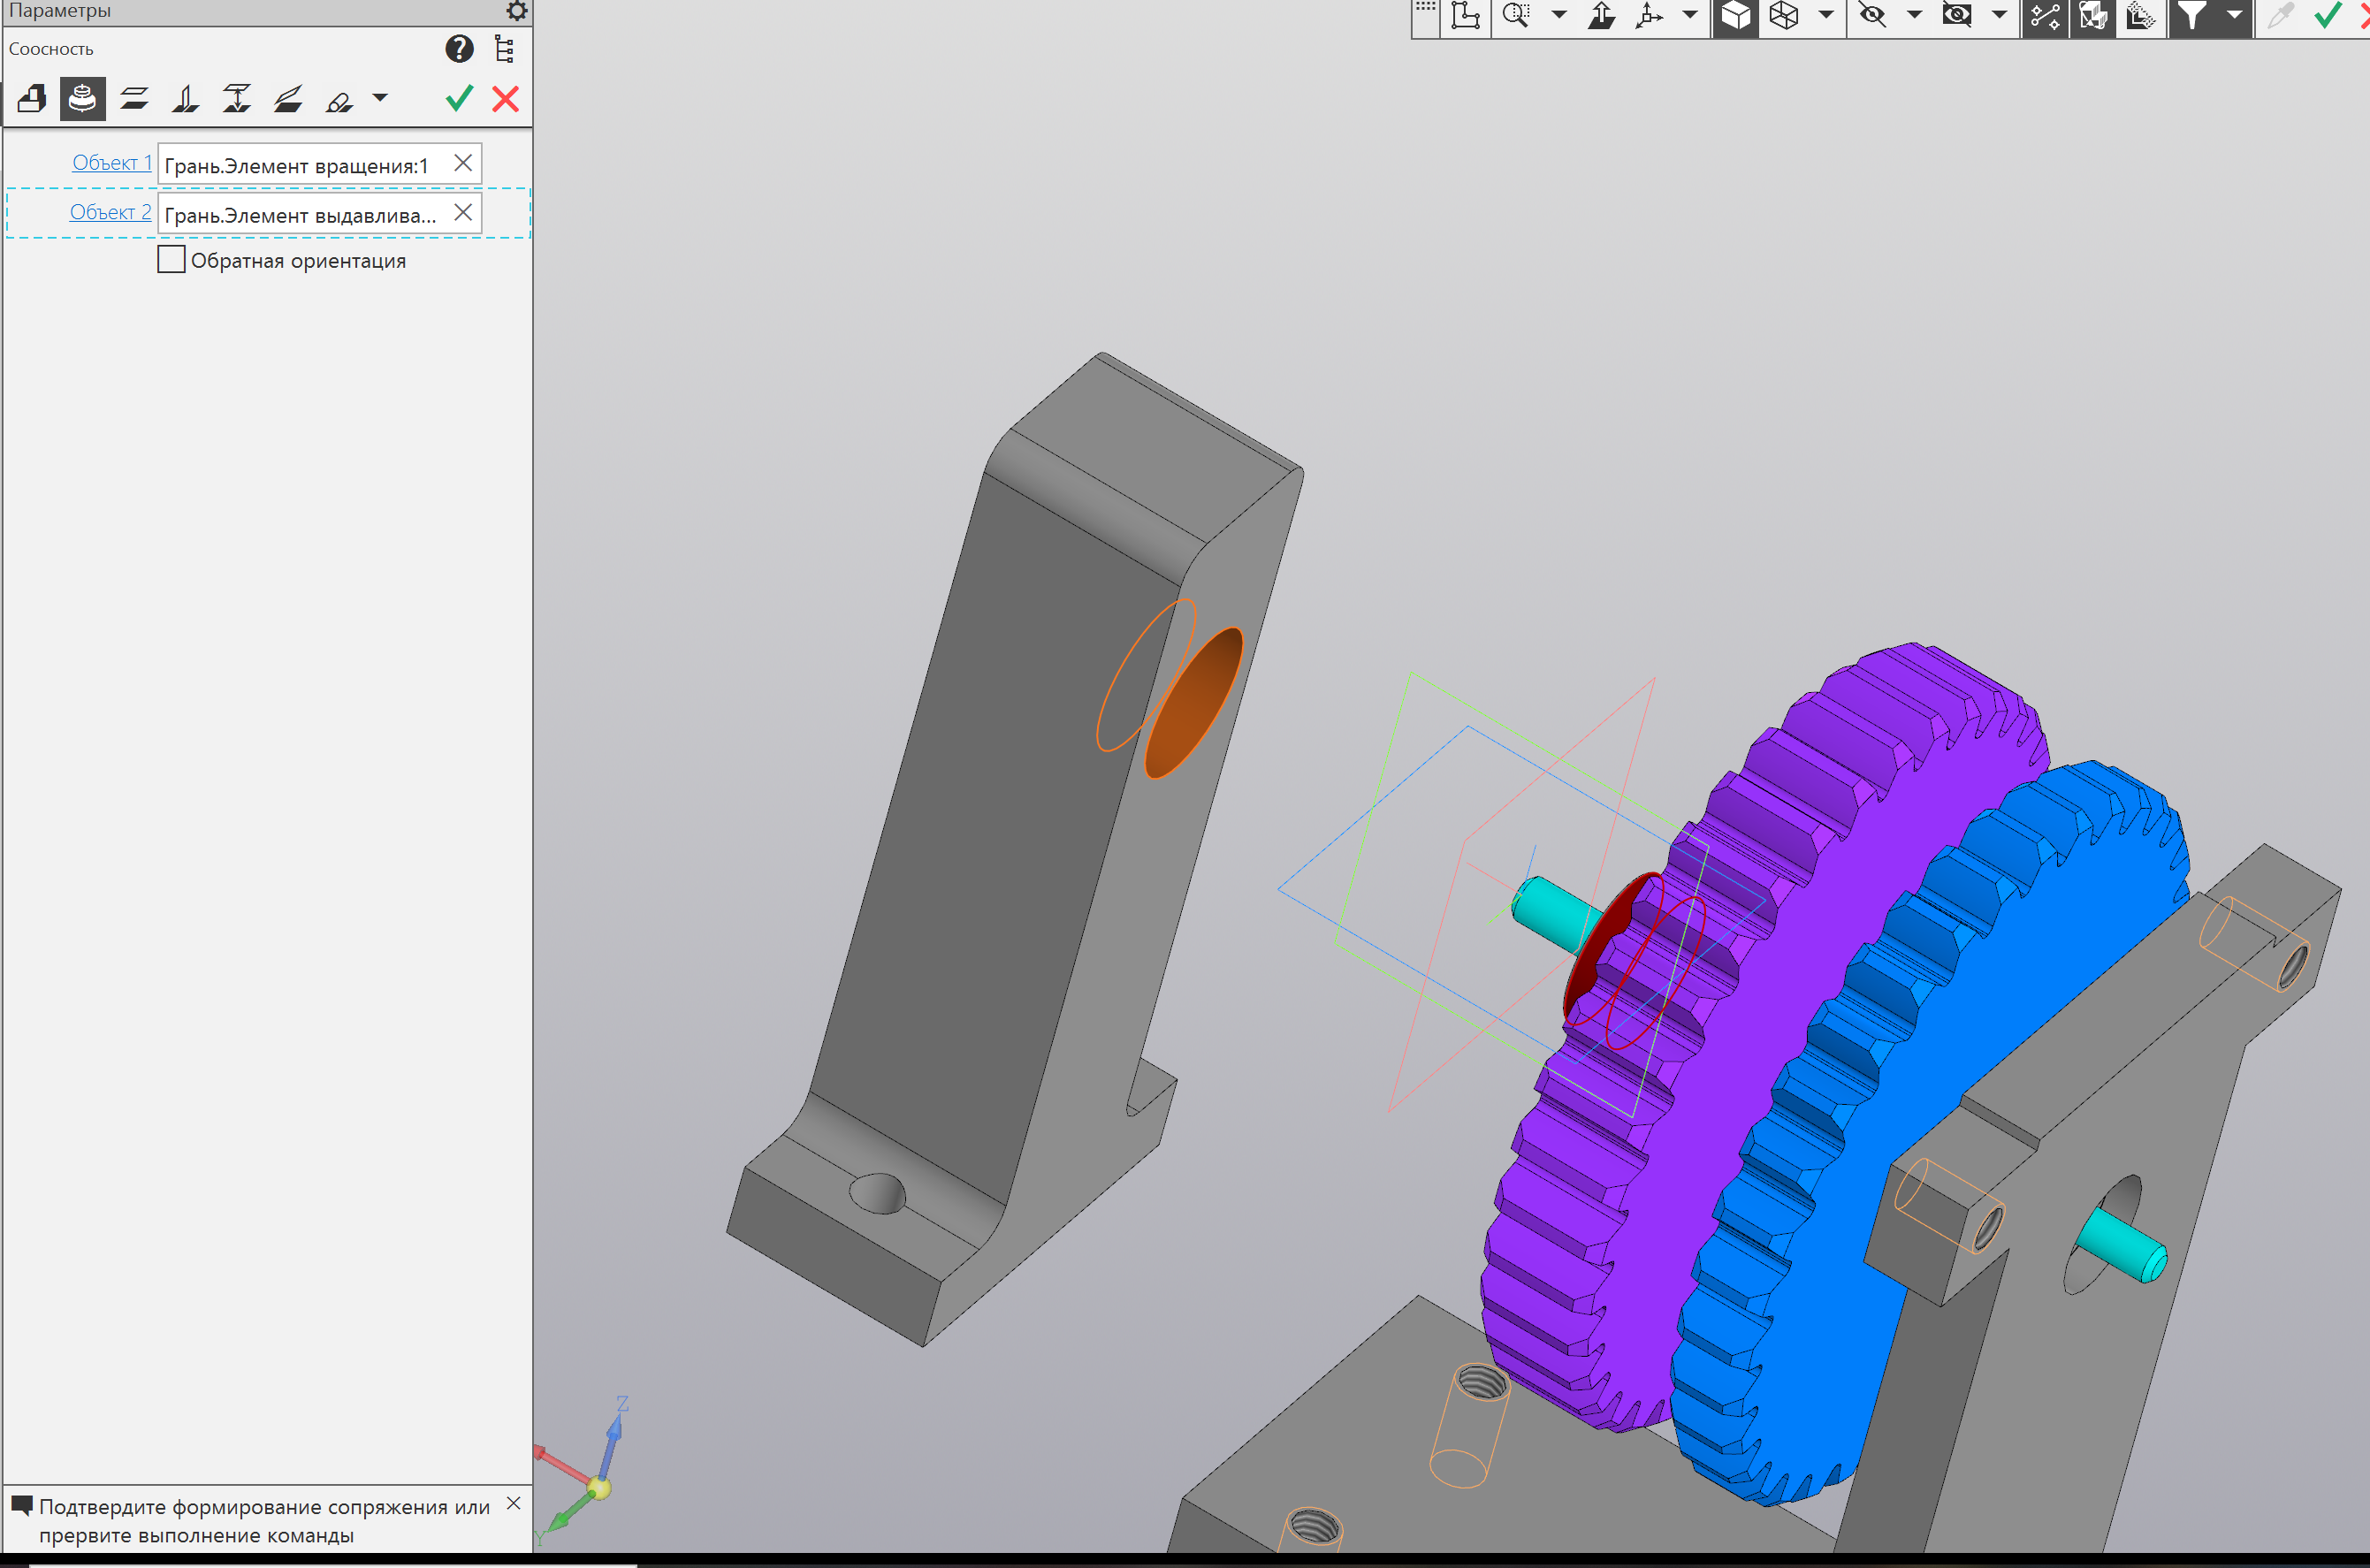 Параметры
Соосность
Объект 1 Грань.Элемент вращения:1
Объект 2 Грань.Элемент выдавлива...
Обратная ориентация
Z
Y
Подтвердите формирование сопряжения или
прервите выполнение команды